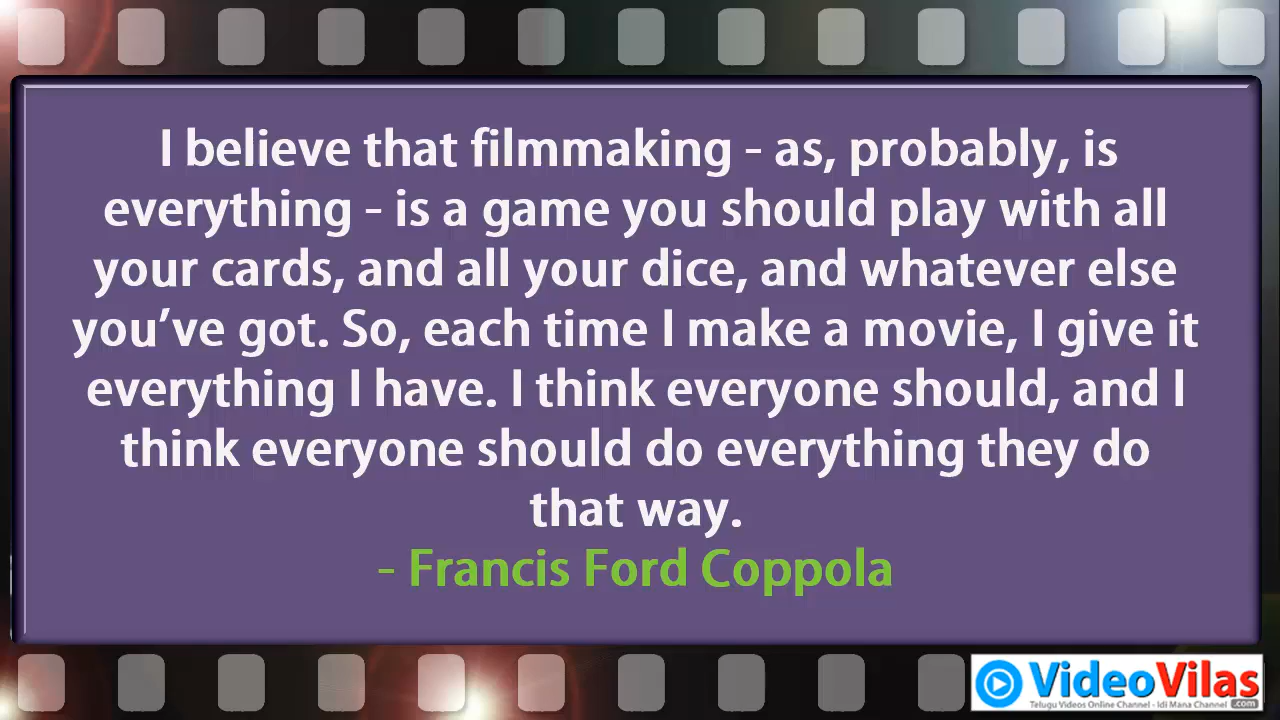 I believe that filmmaking - as, probably, is
everything - is a game you should play with all
your cards, and all your dice, and whatever else
you’ve got. So, each time I make a movie, I give it
everything I have. I think everyone should, and I
think everyone should do everything they do
that way.
- Francis Ford Coppola
VideoVilas
Telugu Videos Online Channel - Idi Mana Channel .com